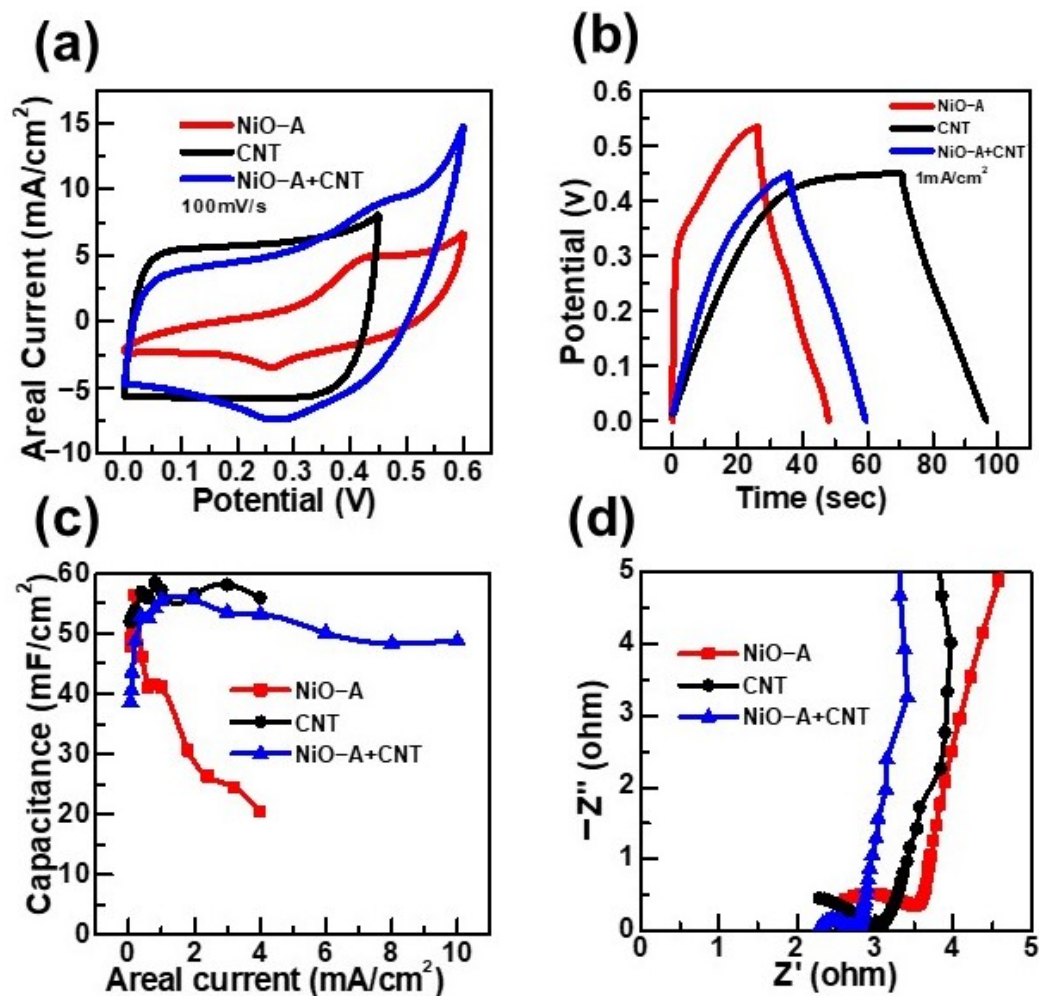 (a)
Areal Current (mA/cm²)
15
10
5
0
−5
−10
NiO−A
CNT
NiO−A+CNT
100mV/s
0.0 0.1 0.2 0.3 0.4 0.5 0.6
Potential (V)
(b)
Potential (v)
0.6
0.5
0.4
0.3
0.2
0.1
0.0
NiO−A
CNT
NiO−A+CNT
1mA/cm²
0 20 40 60 80 100
Time (sec)
(c)
Capacitance (mF/cm²)
60
50
40
30
20
10
0
NiO−A
CNT
NiO−A+CNT
0 2 4 6 8 10
Areal current (mA/cm²)
(d)
−Z'' (ohm)
5
4
3
2
1
0
NiO−A
CNT
NiO−A+CNT
0 1 2 3 4 5
Z' (ohm)